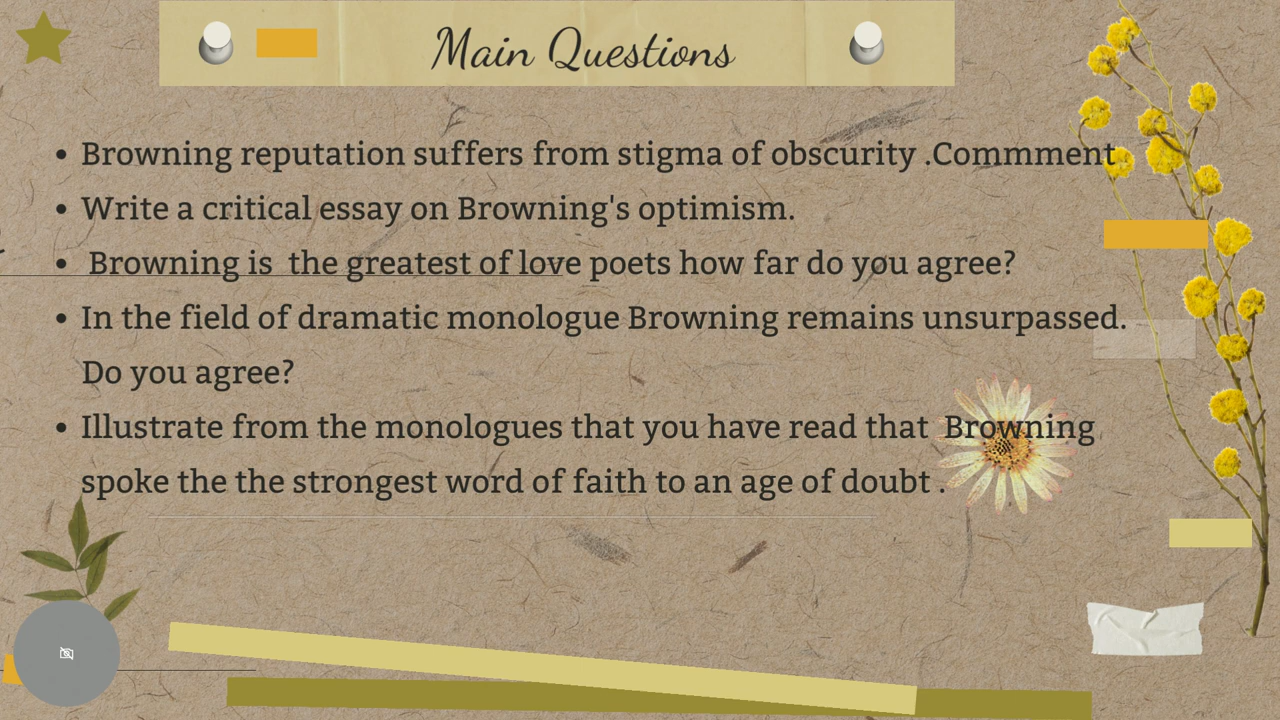 Main Questions
• Browning reputation suffers from stigma of obscurity .Commment
• Write a critical essay on Browning's optimism.
• Browning is  the greatest of love poets how far do you agree?
• In the field of dramatic monologue Browning remains unsurpassed.
Do you agree?
• Illustrate from the monologues that you have read that  Browning
spoke the the strongest word of faith to an age of doubt .